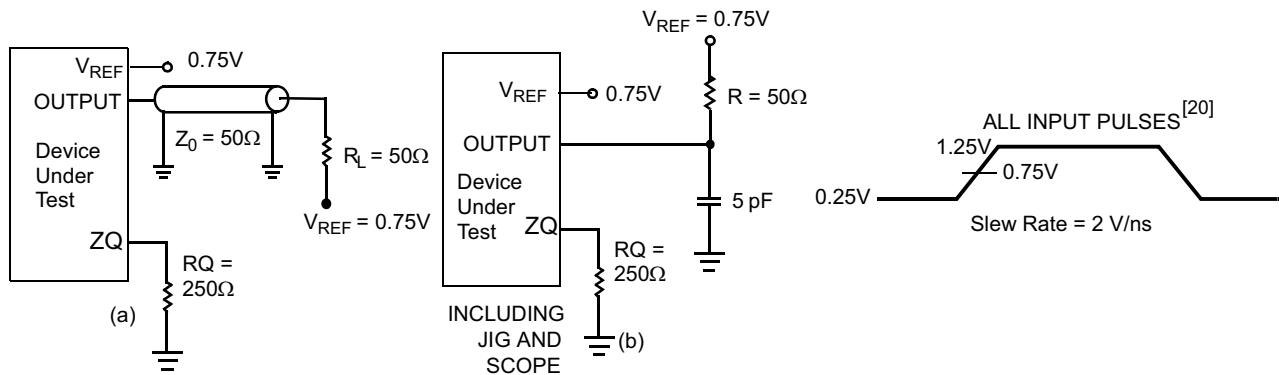 V_REF
0.75V
OUTPUT
Z_0 = 50Ω
Device
Under
Test
R_L = 50Ω
V_REF = 0.75V
ZQ
RQ =
250Ω
(a)
V_REF = 0.75V
R = 50Ω
V_REF
0.75V
OUTPUT
Device
Under
Test
5 pF
ZQ
RQ =
250Ω
INCLUDING
JIG AND
SCOPE
(b)
ALL INPUT PULSES[20]
1.25V
0.75V
0.25V
Slew Rate = 2 V/ns